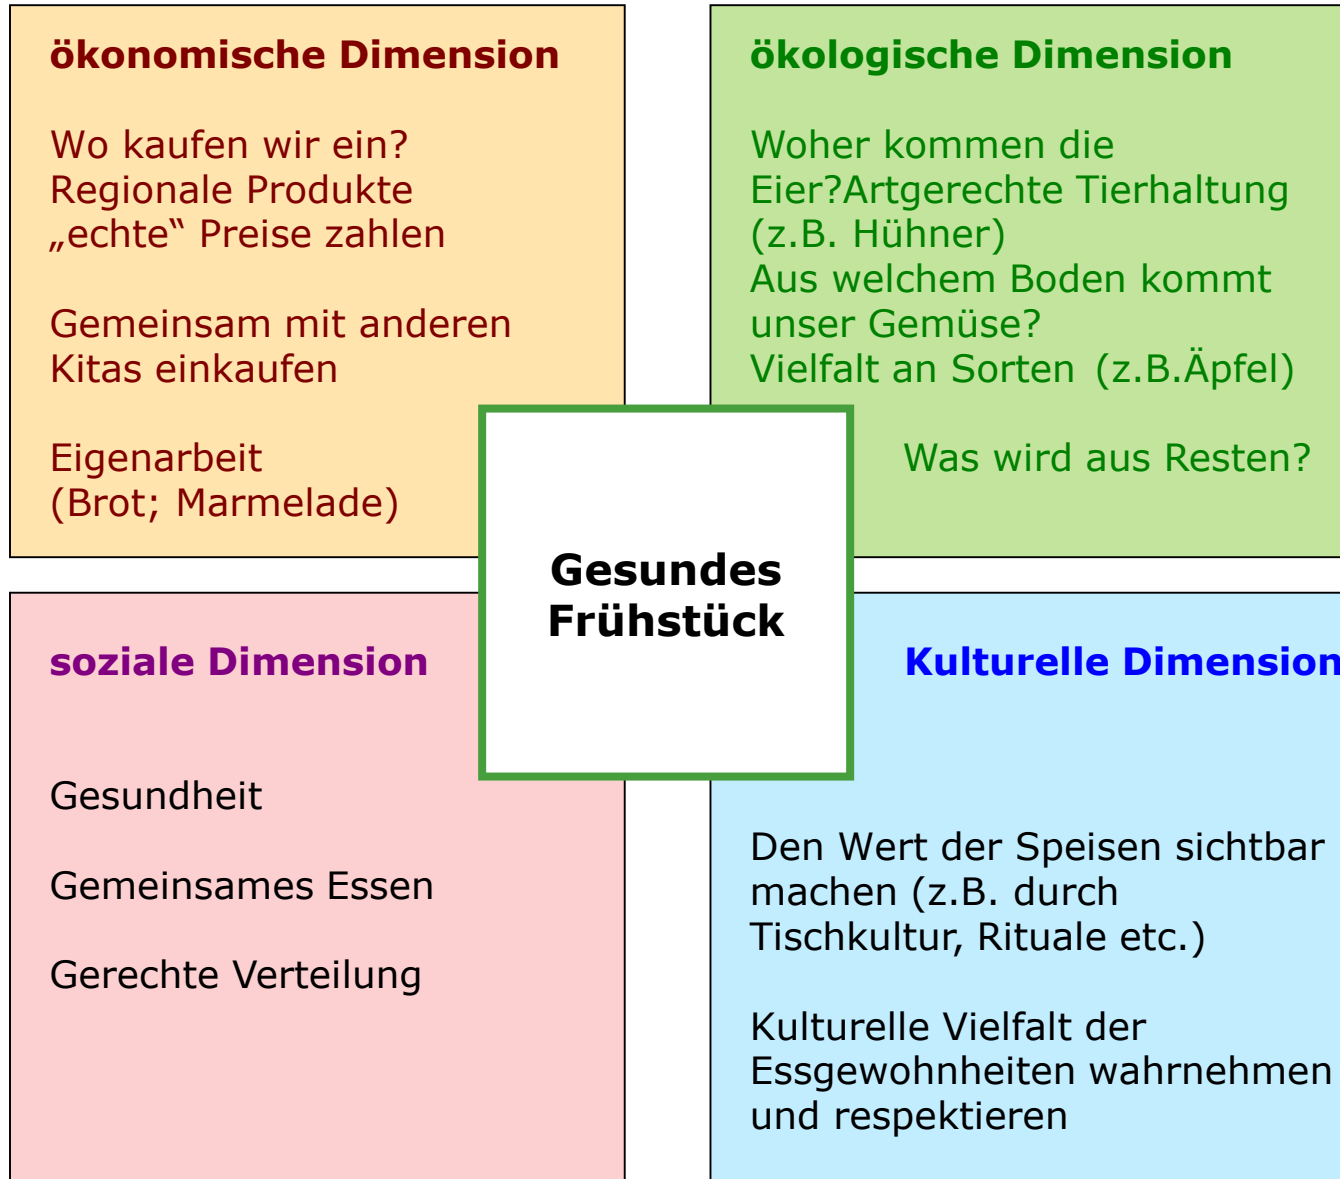 ökonomische Dimension
Wo kaufen wir ein?
Regionale Produkte
„echte“ Preise zahlen
Gemeinsam mit anderen
Kitas einkaufen
Eigenarbeit
(Brot; Marmelade)
ökologische Dimension
Woher kommen die
Eier?Artgerechte Tierhaltung
(z.B. Hühner)
Aus welchem Boden kommt
unser Gemüse?
Vielfalt an Sorten (z.B.Äpfel)
Was wird aus Resten?
Gesundes
Frühstück
soziale Dimension
Gesundheit
Gemeinsames Essen
Gerechte Verteilung
Kulturelle Dimension
Den Wert der Speisen sichtbar
machen (z.B. durch
Tischkultur, Rituale etc.)
Kulturelle Vielfalt der
Essgewohnheiten wahrnehmen
und respektieren